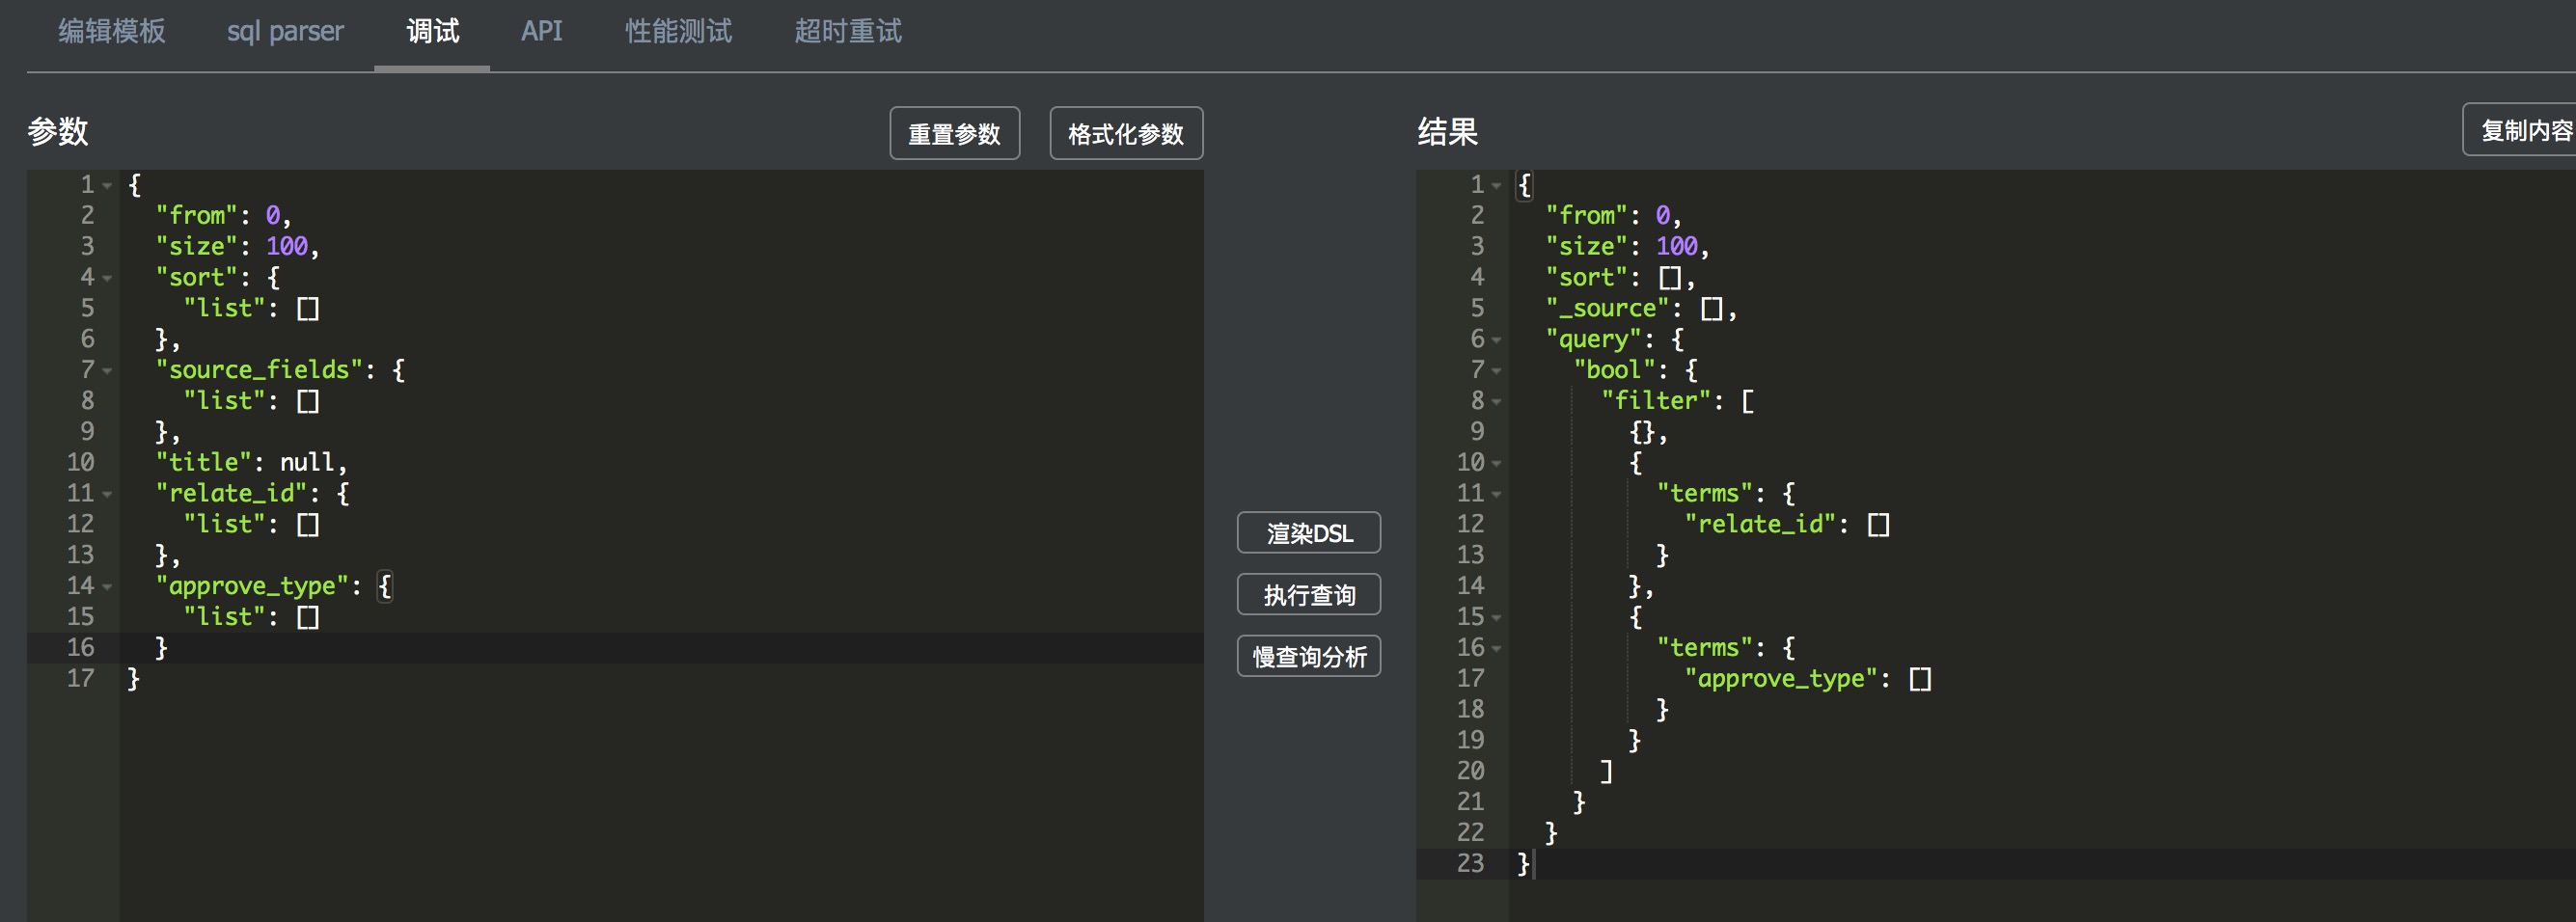 编辑模板 sql parser 调试 API 性能测试 超时重试
参数 重置参数 格式化参数
1 {
2 "from": 0,
3 "size": 100,
4 "sort": {
5 "list": []
6 },
7 "source_fields": {
8 "list": []
9 },
10 "title": null,
11 "relate_id": {
12 "list": []
13 },
14 "approve_type": {
15 "list": []
16 }
17 }
渲染DSL
执行查询
慢查询分析
结果 复制内容
1 {
2 "from": 0,
3 "size": 100,
4 "sort": [],
5 "_source": [],
6 "query": {
7 "bool": {
8 "filter": [
9 {},
10 {
11 "terms": {
12 "relate_id": []
13 }
14 },
15 {
16 "terms": {
17 "approve_type": []
18 }
19 }
20 ]
21 }
22 }
23 }